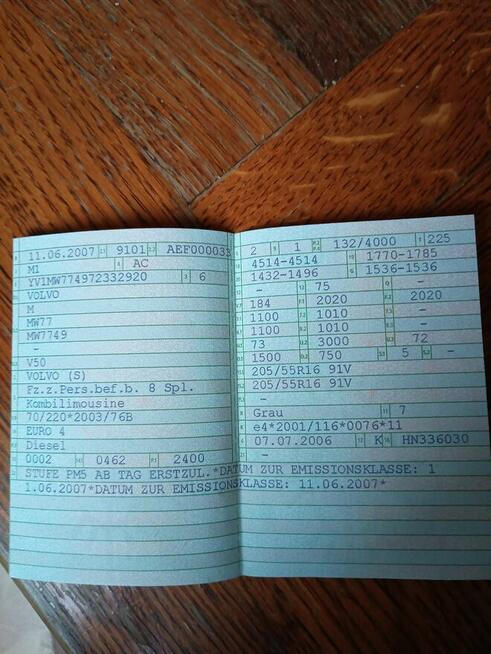 11.06.2007 9101 AEF000033
M1 AC
YV1MW774972332920 6
VOLVO
M
MW77
MW7749
-
V50
VOLVO (S)
Fz.z.Pers.bef.b. 8 Spl.
Kombilimousine
70/220*2003/76B
EURO 4
Diesel
0002 0462 2400
2 1 132/4000 225
4514-4514 1770-1785
1432-1496 1536-1536
- 75 -
184 2020 2020
1100 1010 -
1100 1010 -
73 3000 72
1500 750 5 -
205/55R16 91V
205/55R16 91V
-
Grau 7
e4*2001/116*0076*11
07.07.2006 K HN336030
-
STUFE PM5 AB TAG ERSTZUL.*DATUM ZUR EMISSIONSKLASSE: 1
1.06.2007*DATUM ZUR EMISSIONSKLASSE: 11.06.2007*